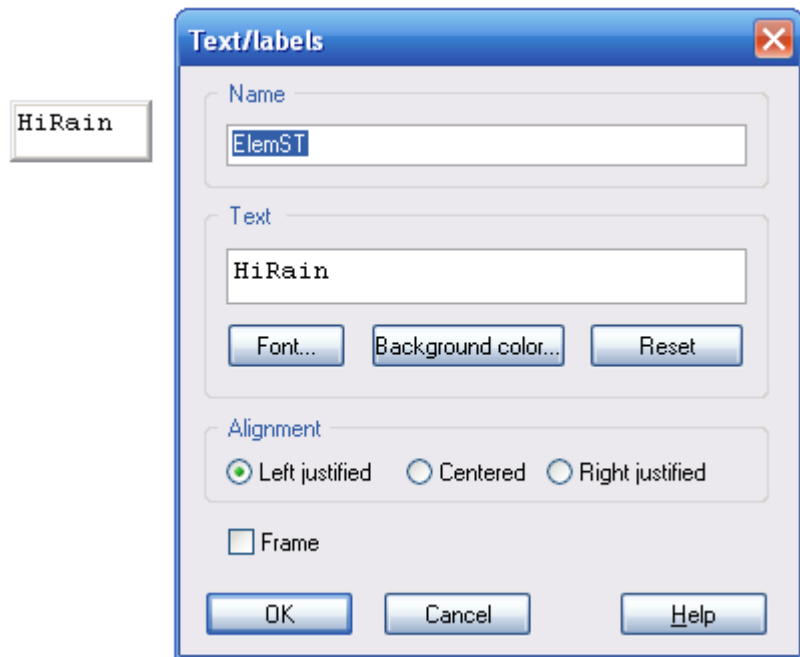 HiRain
Text/labels
Name
ElemST
Text
HiRain
Font... Background color... Reset
Alignment
Left justified Centered Right justified
Frame
OK Cancel Help